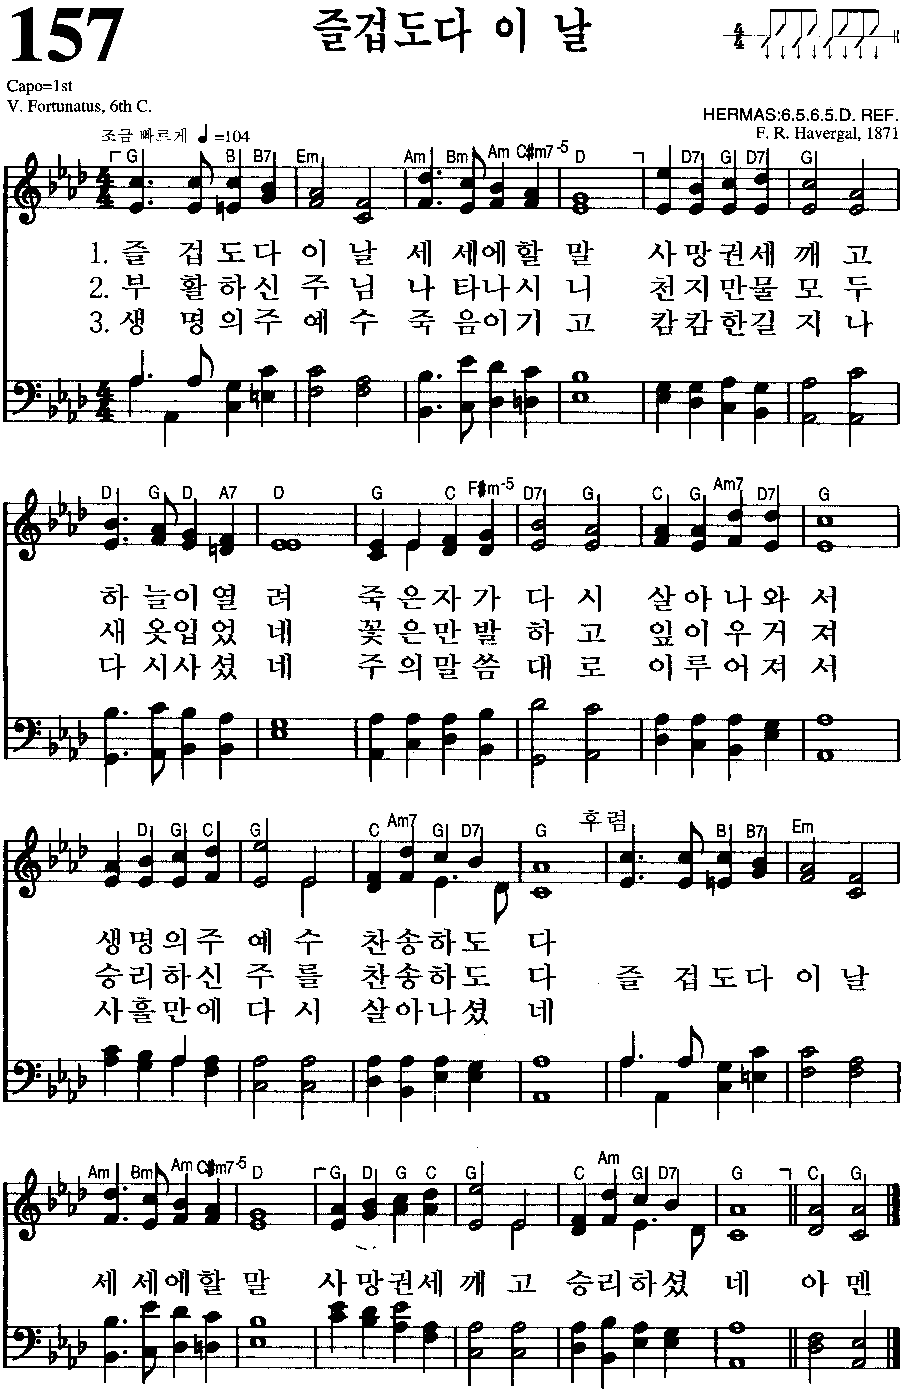 157
즐겁도다 이 날
4/4
Capo=1st
V. Fortunatus, 6th C.
HERMAS:6.5.6.5.D. REF.
F. R. Havergal, 1871
조금 빠르게 ♩=104
G B B7 Em Am Bm Am C#m7-5 D D7 G D7 G
1. 즐 겁 도 다 이 날 세 세에할 말 사망권세 깨 고
2. 부 활 하 신 주 님 나 타나시 니 천지만물 모 두
3. 생 명 의 주 예 수 죽 음이기 고 캄캄한길 지 나
D G D A7 D G C F#m-5 D7 G C G Am7 D7 G
하 늘이 열 려 죽은자가 다 시 살아나와 서
새 옷입 었 네 꽃은만발 하 고 잎이우거 져
다 시사 셨 네 주의말씀 대 로 이루어져 서
D G C G C Am7 G D7 G 후렴 B B7 Em
생명의주 예 수 찬송하도 다
승리하신 주 를 찬송하도 다 즐 겁도다 이 날
사흘만에 다 시 살아나셨 네
Am Bm Am C#m7-5 D G D G C G C Am G D7 G C G
세 세에할 말 사망권세 깨 고 승리하셨 네 아멘